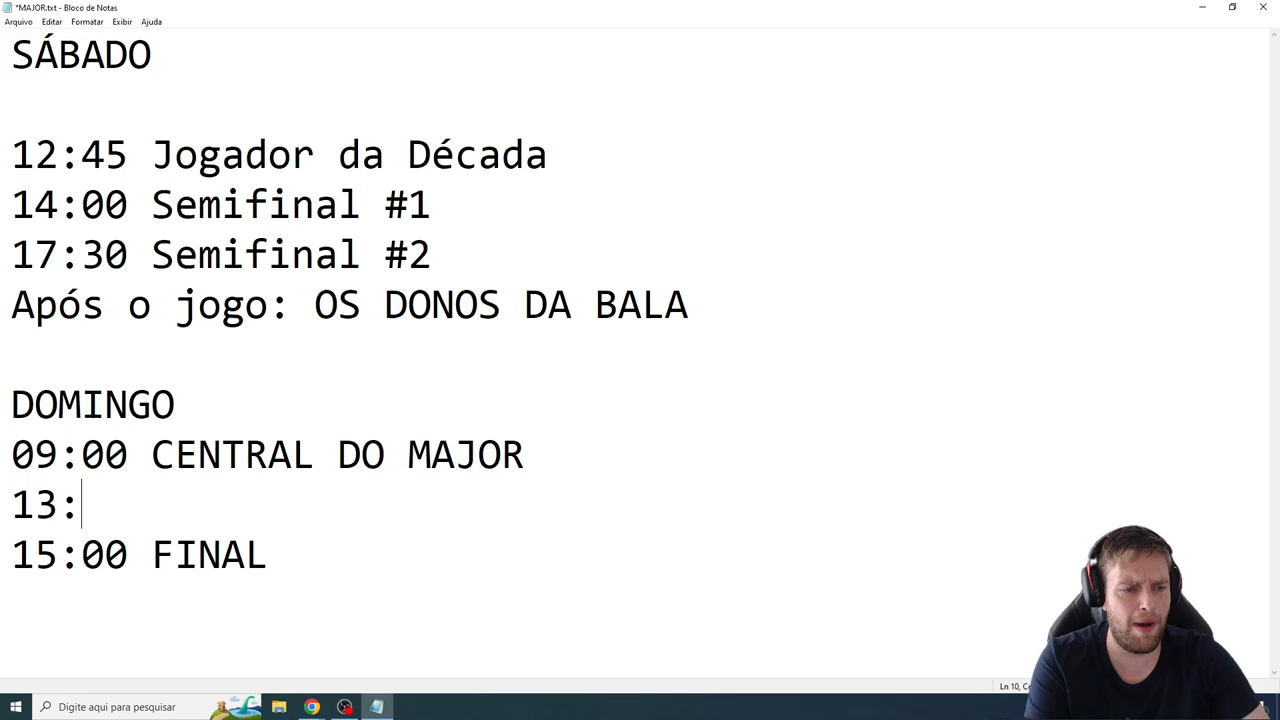 *MAJOR.txt - Bloco de Notas
Arquivo Editar Formatar Exibir Ajuda
SÁBADO
12:45 Jogador da Década
14:00 Semifinal #1
17:30 Semifinal #2
Após o jogo: OS DONOS DA BALA
DOMINGO
09:00 CENTRAL DO MAJOR
13:
15:00 FINAL
Ln 10, C
Digite aqui para pesquisar